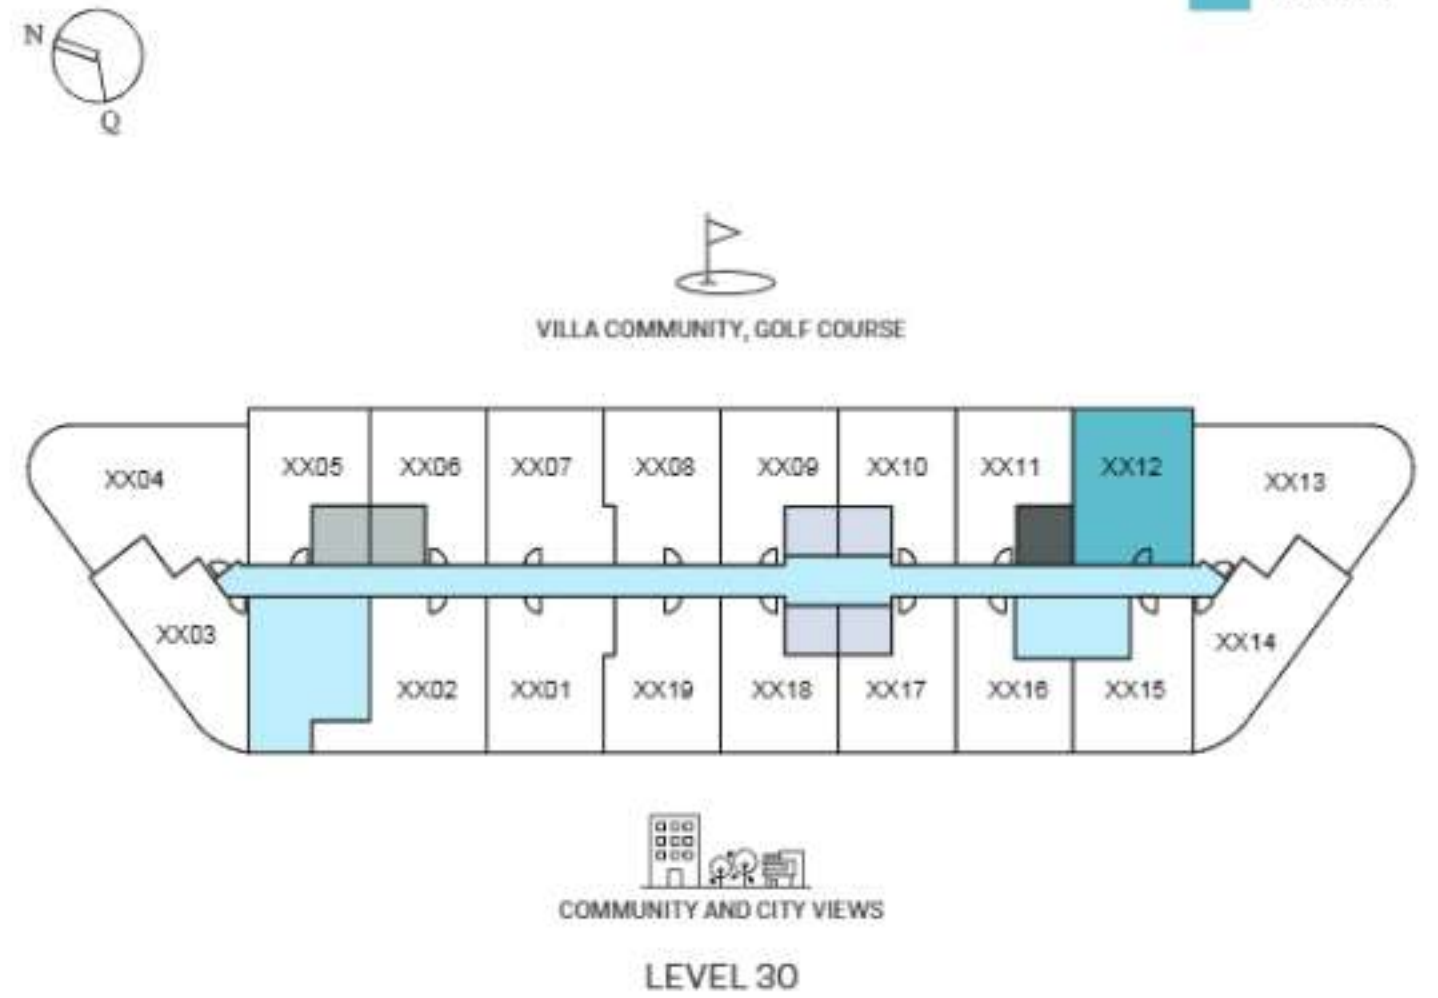 N
Q
VILLA COMMUNITY, GOLF COURSE
XX04
XX05
XX06
XX07
XX08
XX09
XX10
XX11
XX12
XX13
XX03
XX02
XX01
XX19
XX18
XX17
XX16
XX15
XX14
COMMUNITY AND CITY VIEWS
LEVEL 30